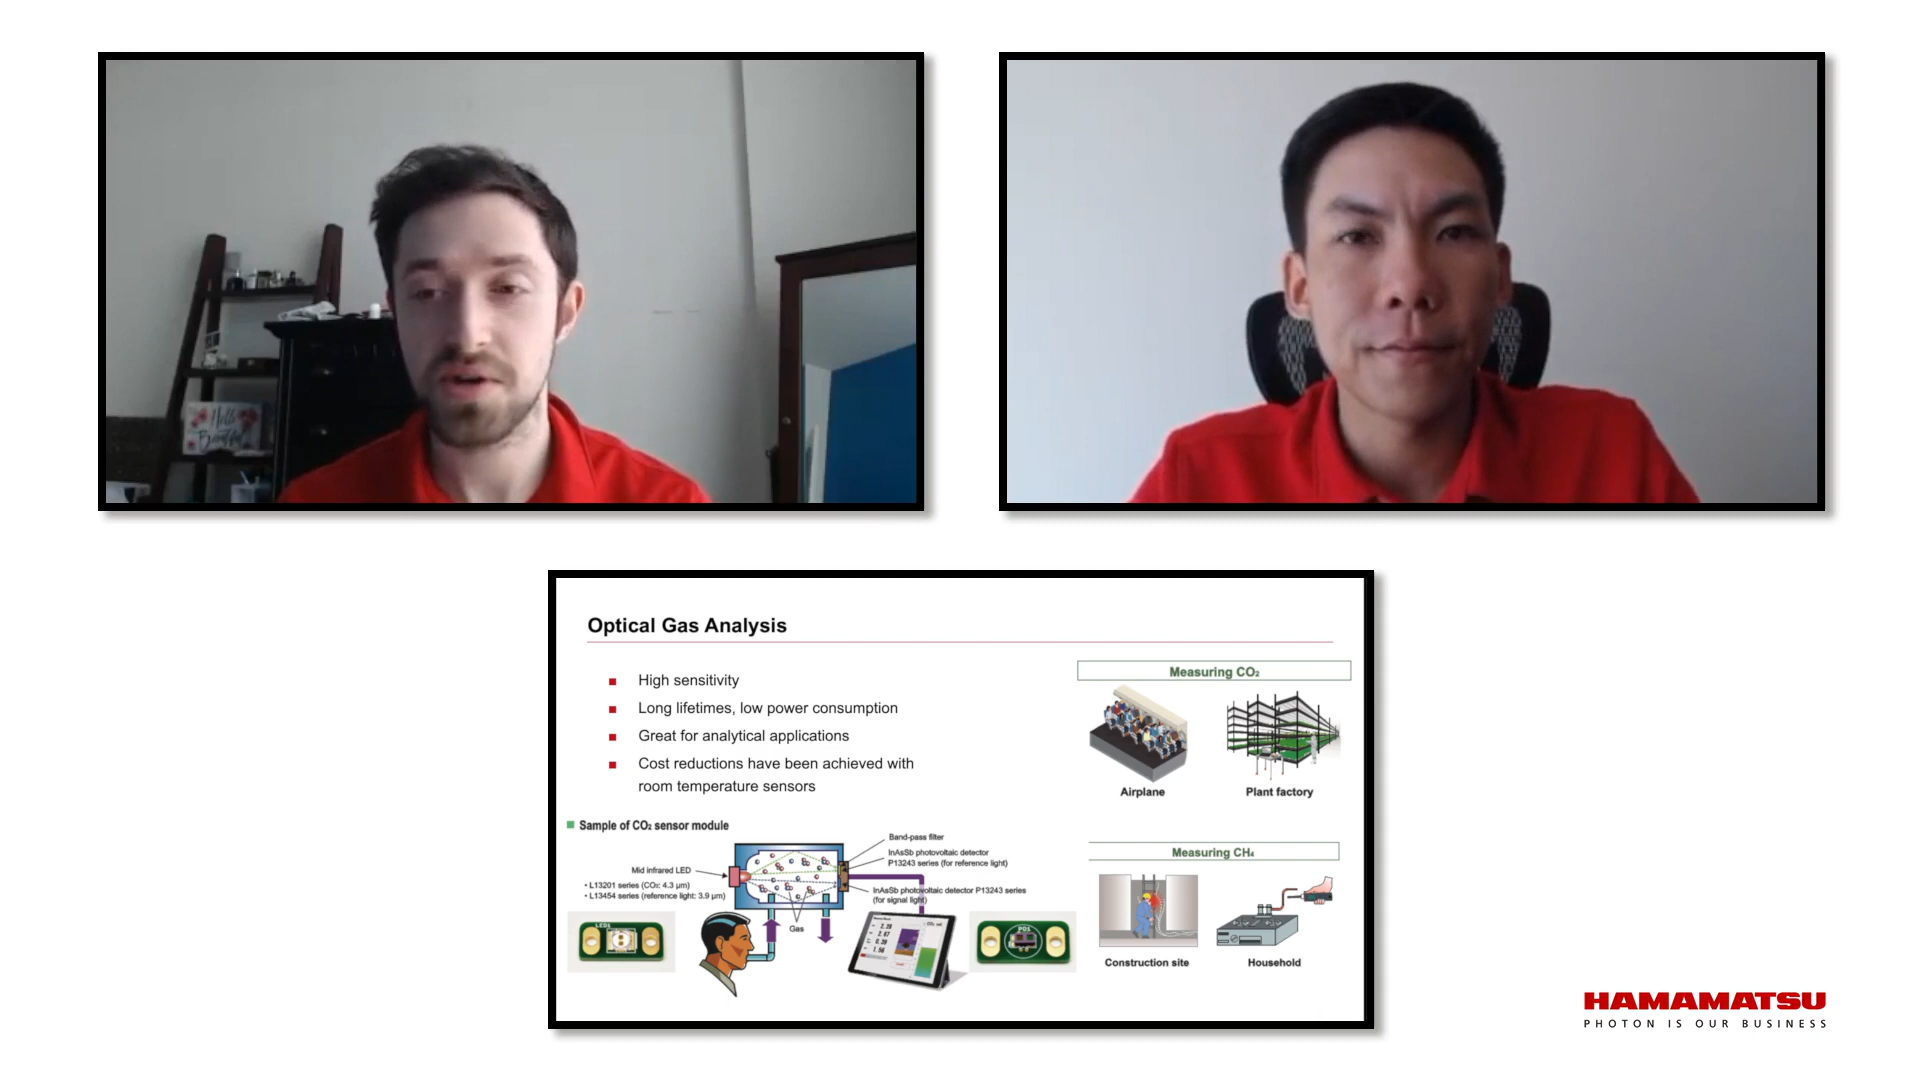 Hello
Beautiful
Optical Gas Analysis
High sensitivity
Long lifetimes, low power consumption
Great for analytical applications
Cost reductions have been achieved with
room temperature sensors
Measuring CO₂
Airplane
Plant factory
Sample of CO₂ sensor module
Band-pass filter
InAsSb photovoltaic detector
P13243 series (for reference light)
Mid infrared LED
• L13201 series (CO₂: 4.3 µm)
• L13454 series (reference light: 3.9 µm)
InAsSb photovoltaic detector P13243 series
(for signal light)
Gas
LED1
PD1
Measuring CH₄
Construction site
Household
HAMAMATSU
PHOTON IS OUR BUSINESS